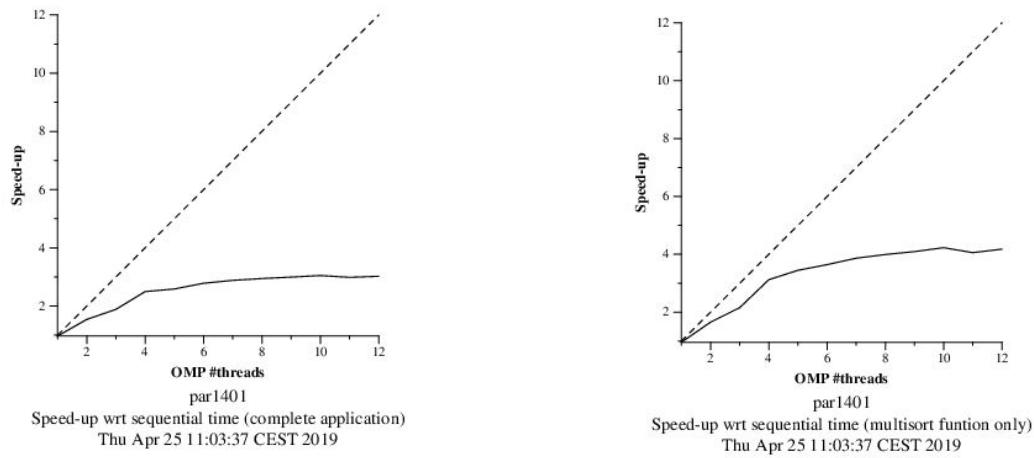 12
10
8
6
4
2
Speed-up
2 4 6 8 10 12
OMP #threads
par1401
Speed-up wrt sequential time (complete application)
Thu Apr 25 11:03:37 CEST 2019
12
10
8
6
4
2
Speed-up
2 4 6 8 10 12
OMP #threads
par1401
Speed-up wrt sequential time (multisort funtion only)
Thu Apr 25 11:03:37 CEST 2019